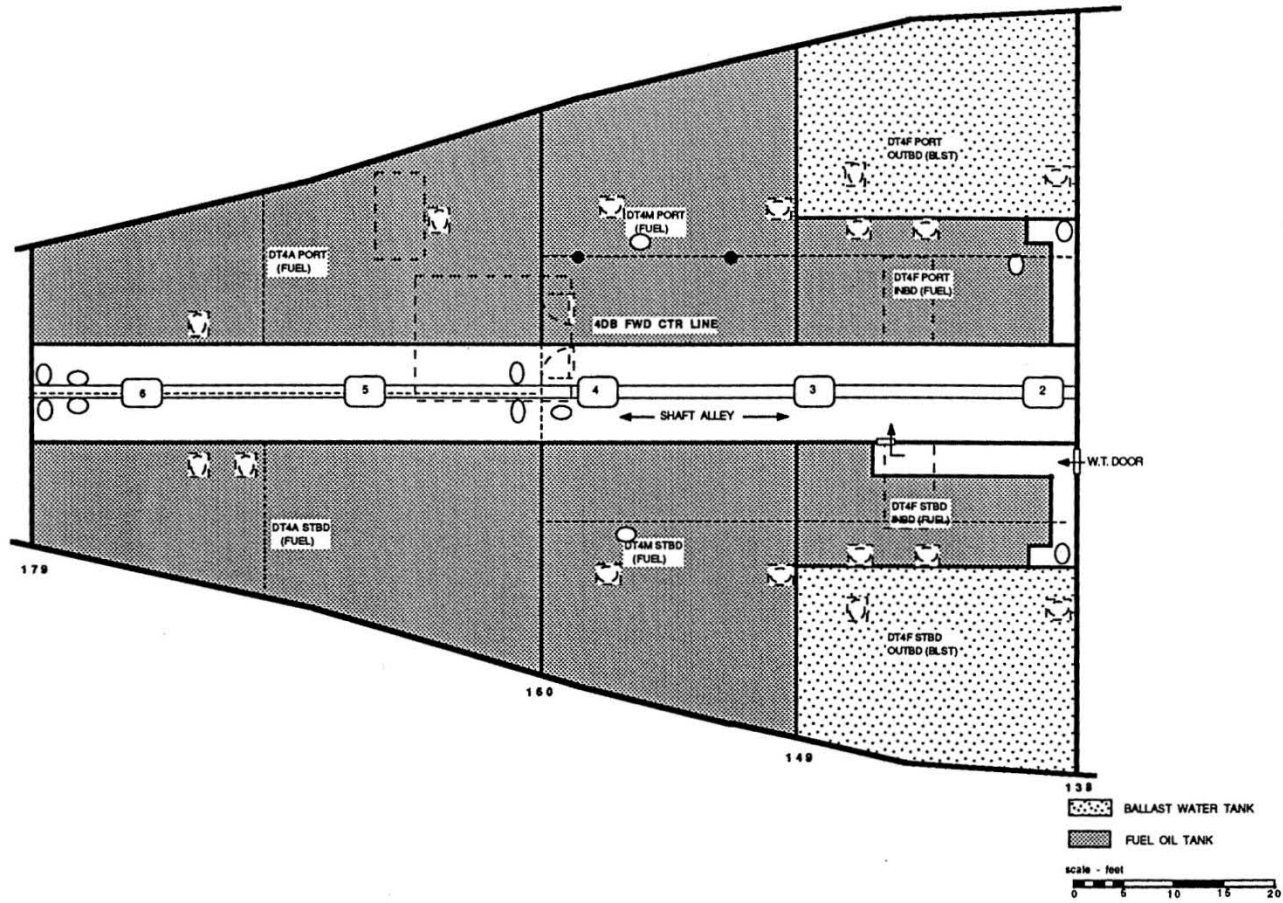 DT4F PORT
OUTBD (BLST)
DT4M PORT
(FUEL)
DT4A PORT
(FUEL)
DT4F PORT
INBD (FUEL)
4DB FWD CTR LINE
6
5
4
3
2
SHAFT ALLEY
W.T. DOOR
DT4F STBD
INBD (FUEL)
DT4A STBD
(FUEL)
DT4M STBD
(FUEL)
179
DT4F STBD
OUTBD (BLST)
160
149
138
BALLAST WATER TANK
FUEL OIL TANK
scale - feet
0 5 10 15 20